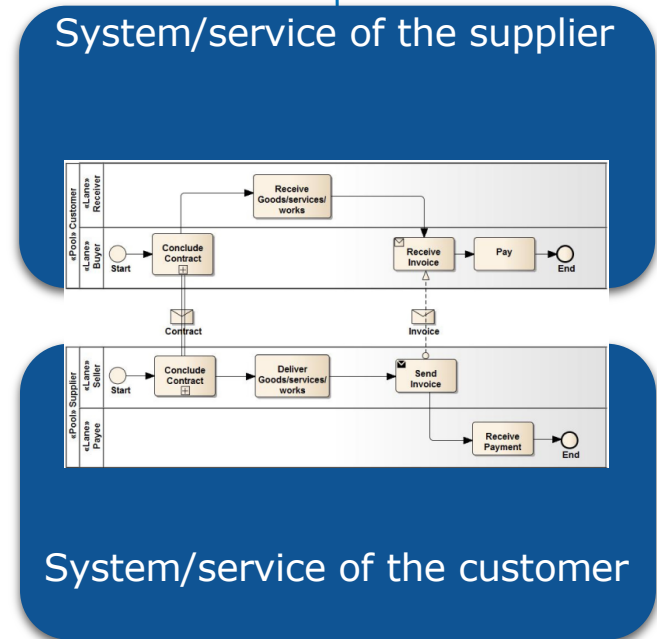 System/service of the supplier
«Pool» Customer
«Lane»
Receiver
Receive
Goods/services/
works
«Lane»
Buyer
Start
Conclude
Contract
Receive
Invoice
Pay
End
Contract
Invoice
«Pool» Supplier
«Lane»
Seller
Start
Conclude
Contract
Deliver
Goods/services/
works
Send
Invoice
«Lane»
Payee
Receive
Payment
End
System/service of the customer